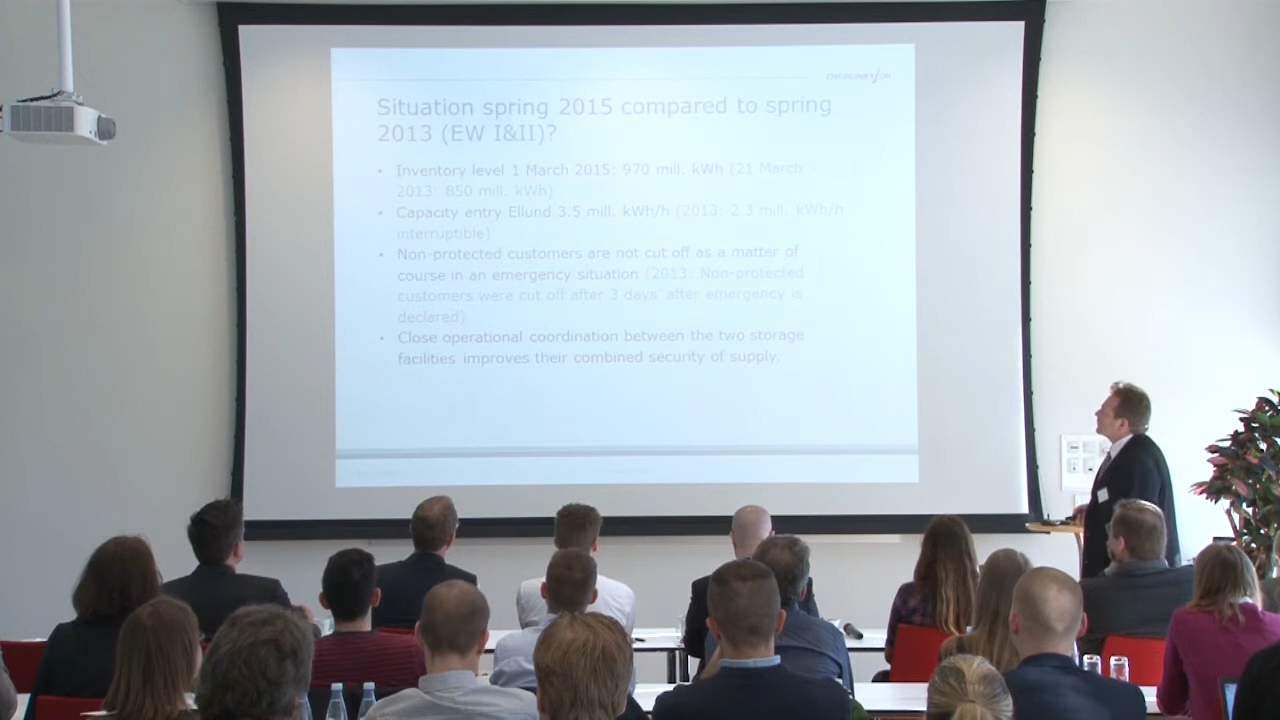 ENERGINET/DK
Situation spring 2015 compared to spring
2013 (EW I&II)?
• Inventory level 1 March 2015: 970 mill. kWh (21 March
2013: 850 mill. kWh)
• Capacity entry Ellund 3.5 mill. kWh/h (2013: 2.3 mill. kWh/h
interruptible)
• Non-protected customers are not cut off as a matter of
course in an emergency situation (2013: Non-protected
customers were cut off after 3 days' after emergency is
declared)
• Close operational coordination between the two storage
facilities improves their combined security of supply.